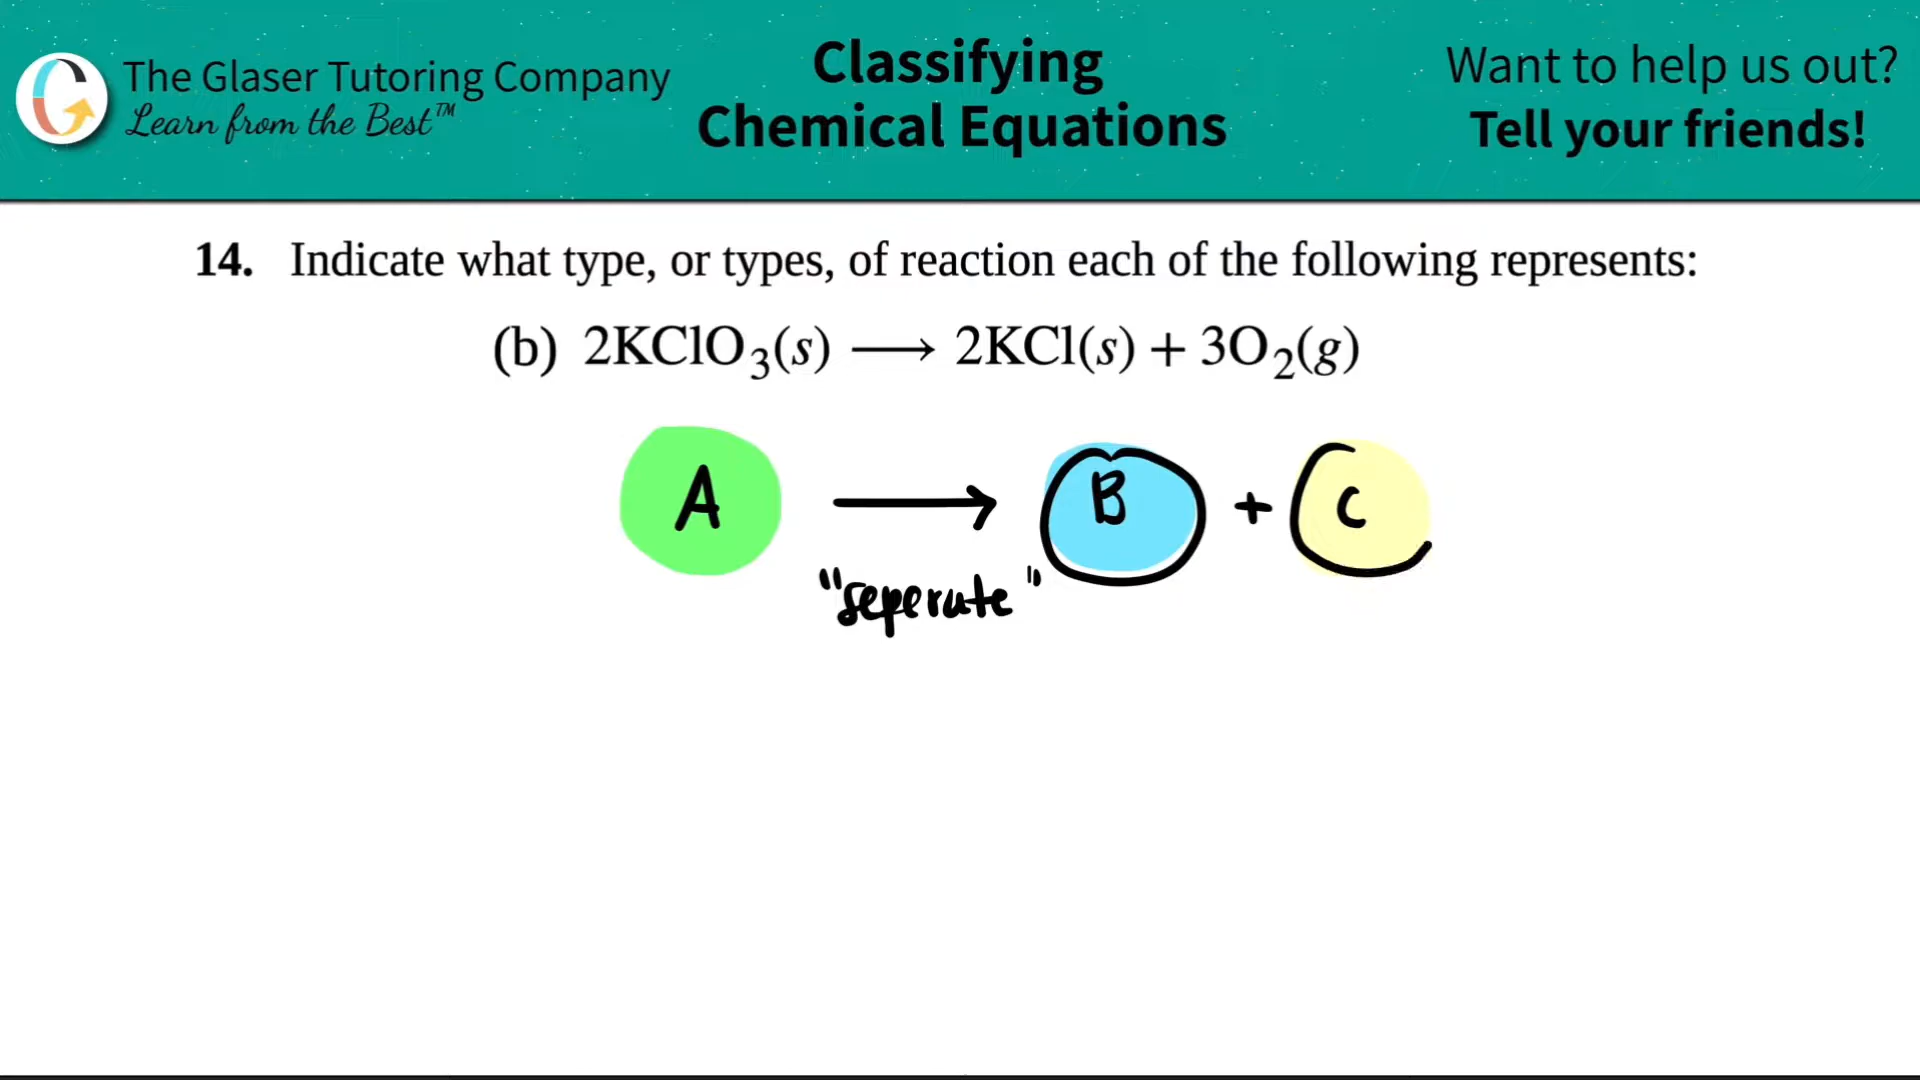 The Glaser Tutoring Company
Learn from the Best™
Classifying
Chemical Equations
Want to help us out?
Tell your friends!
14. Indicate what type, or types, of reaction each of the following represents:
(b) 2KClO₃(s) ⟶ 2KCl(s) + 3O₂(g)
A ⟶ B + C
"seperate"